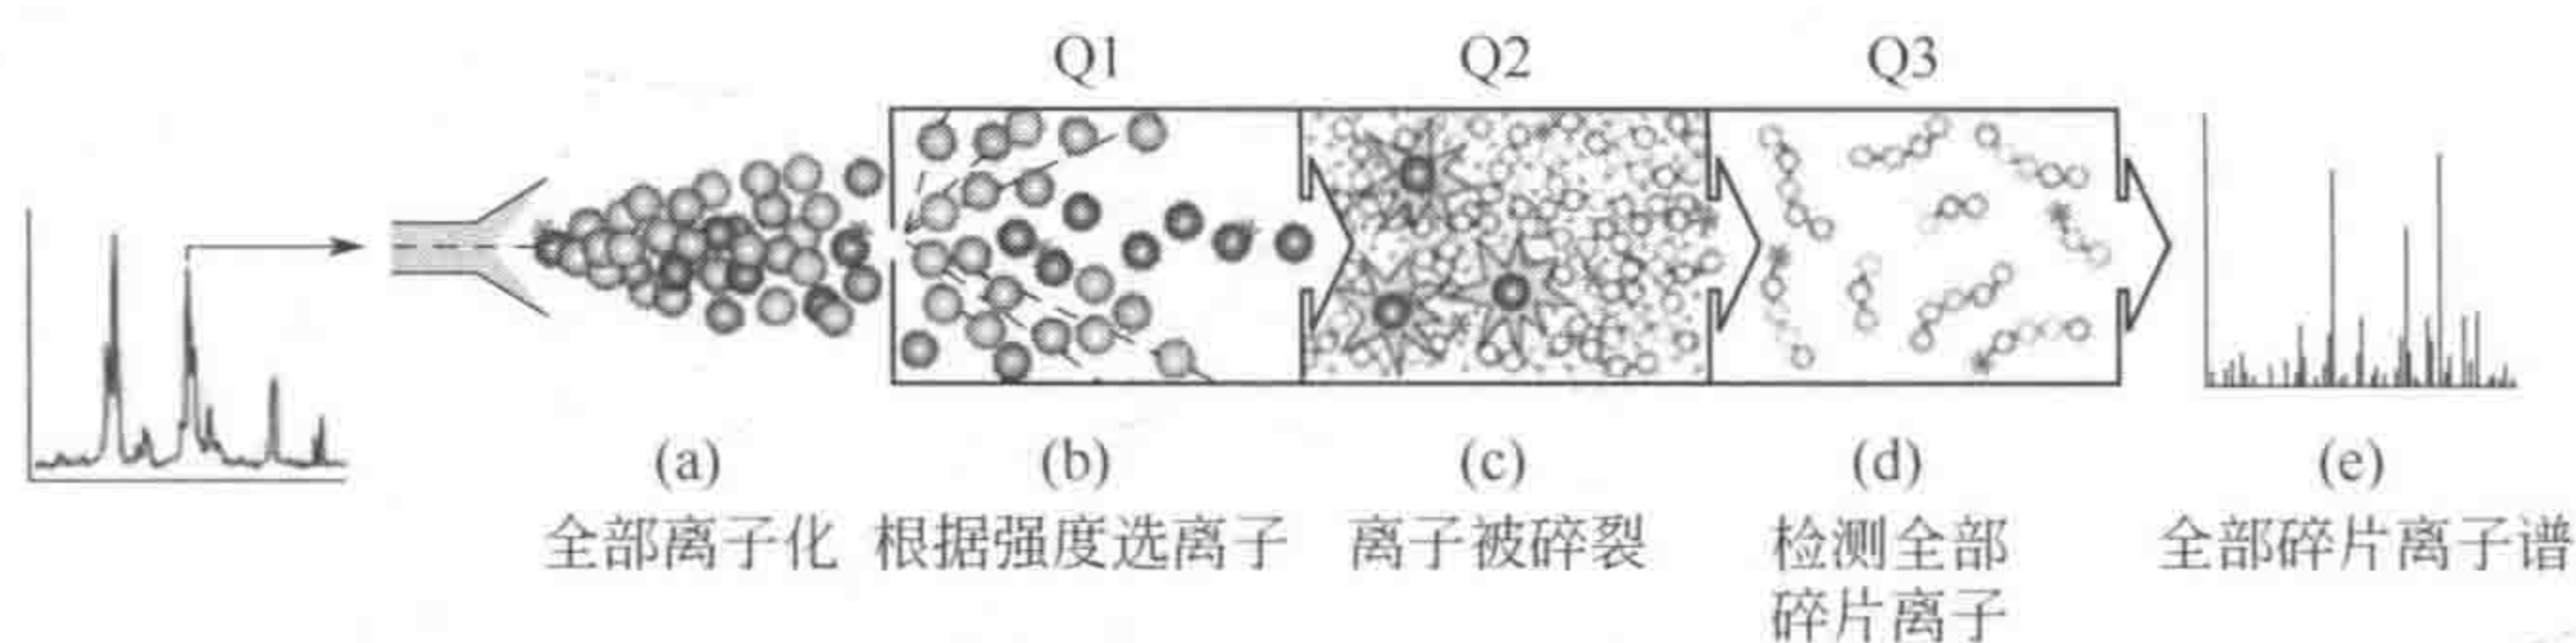 Q1 Q2 Q3
(a) (b) (c) (d) (e)
全部离子化 根据强度选离子 离子被碎裂 检测全部 全部碎片离子谱
碎片离子